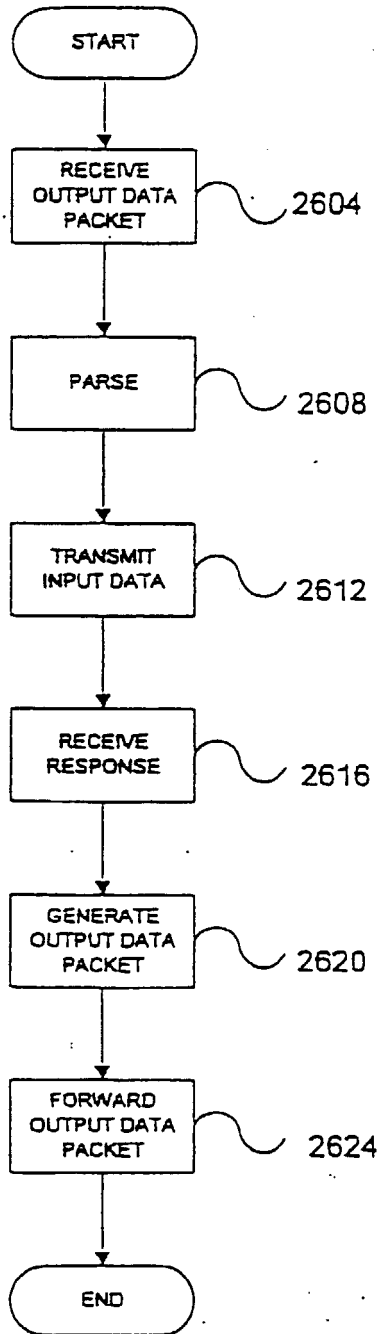 START
RECEIVE
OUTPUT DATA
PACKET
2604
PARSE
2608
TRANSMIT
INPUT DATA
2612
RECEIVE
RESPONSE
2616
GENERATE
OUTPUT DATA
PACKET
2620
FORWARD
OUTPUT DATA
PACKET
2624
END